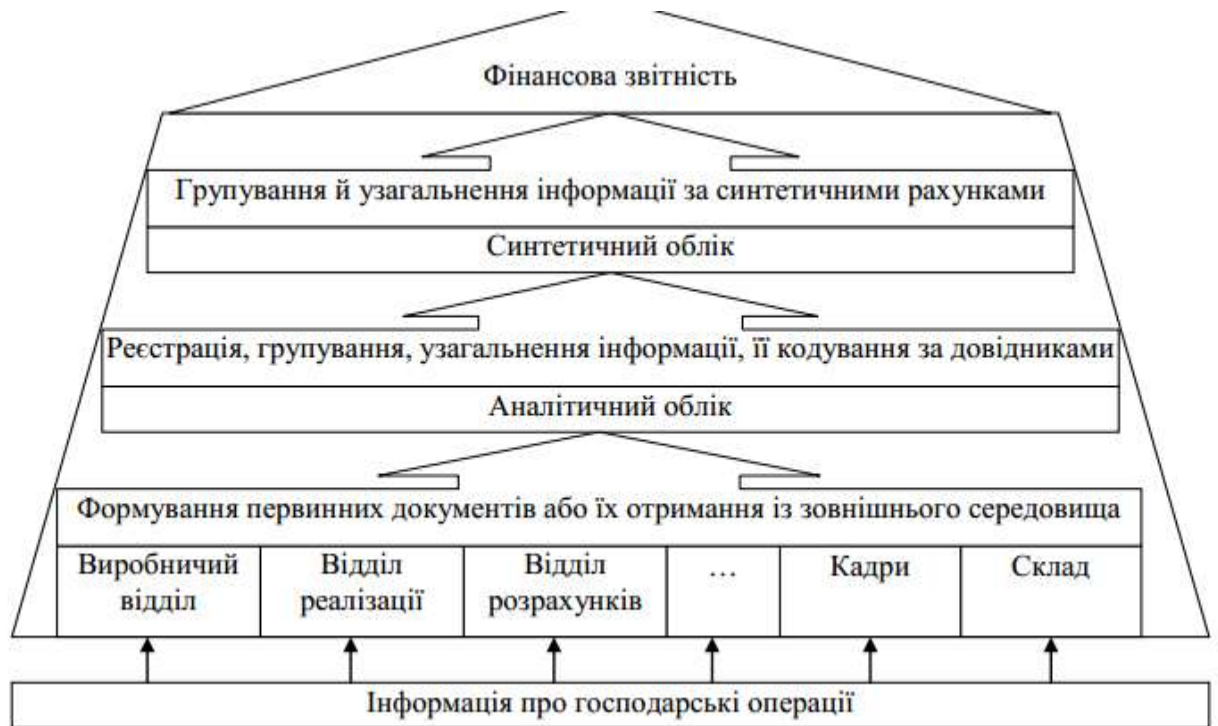 Фінансова звітність
Групування й узагальнення інформації за синтетичними рахунками
Синтетичний облік
Реєстрація, групування, узагальнення інформації, її кодування за довідниками
Аналітичний облік
Формування первинних документів або їх отримання із зовнішнього середовища
Виробничий
відділ
Відділ
реалізації
Відділ
розрахунків
…
Кадри
Склад
Інформація про господарські операції